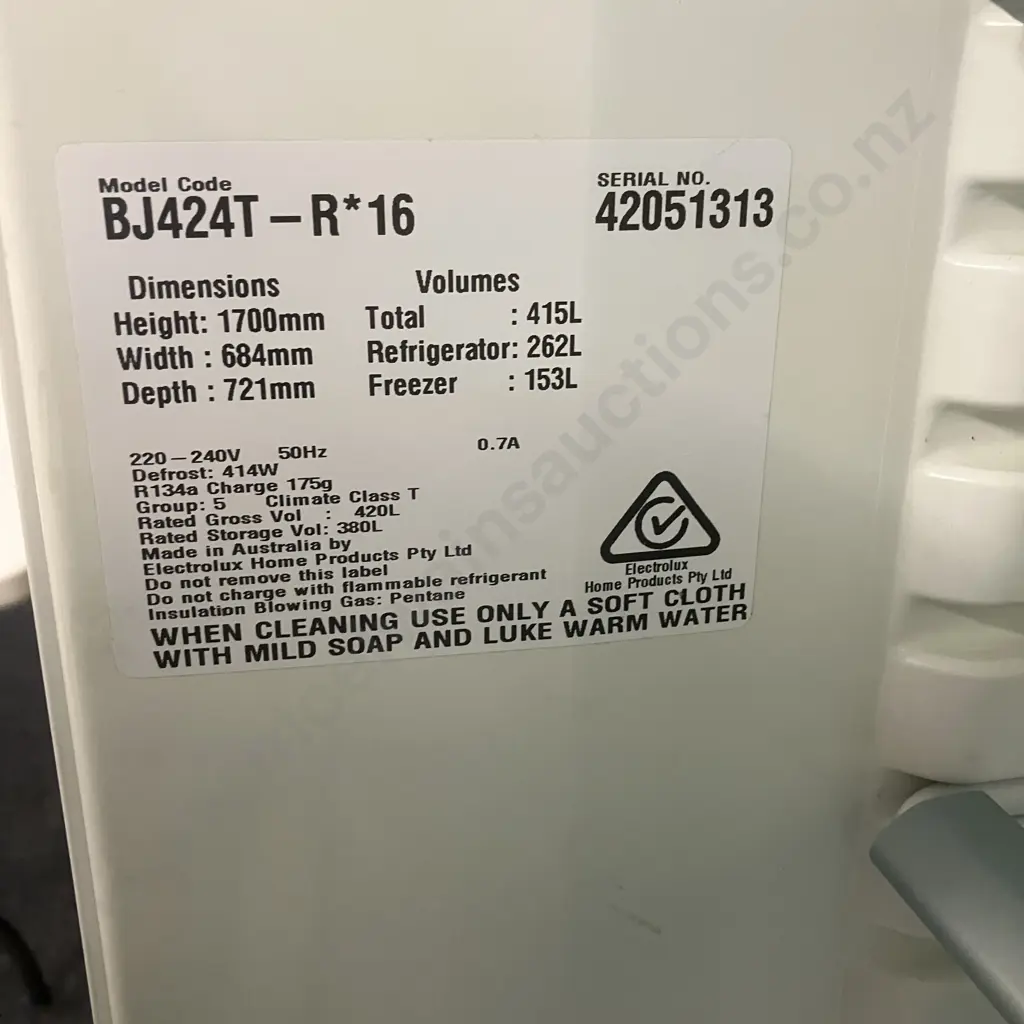 Model Code
BJ424T – R*16
SERIAL NO.
42051313
Dimensions
Height: 1700mm
Width : 684mm
Depth : 721mm
Volumes
Total : 415L
Refrigerator: 262L
Freezer : 153L
220 – 240V 50Hz 0.7A
Defrost: 414W
R134a Charge 175g
Group: 5 Climate Class T
Rated Gross Vol : 420L
Rated Storage Vol: 380L
Made in Australia by
Electrolux Home Products Pty Ltd
Do not remove this label
Do not charge with flammable refrigerant
Insulation Blowing Gas: Pentane
Electrolux
Home Products Pty Ltd
WHEN CLEANING USE ONLY A SOFT CLOTH
WITH MILD SOAP AND LUKE WARM WATER